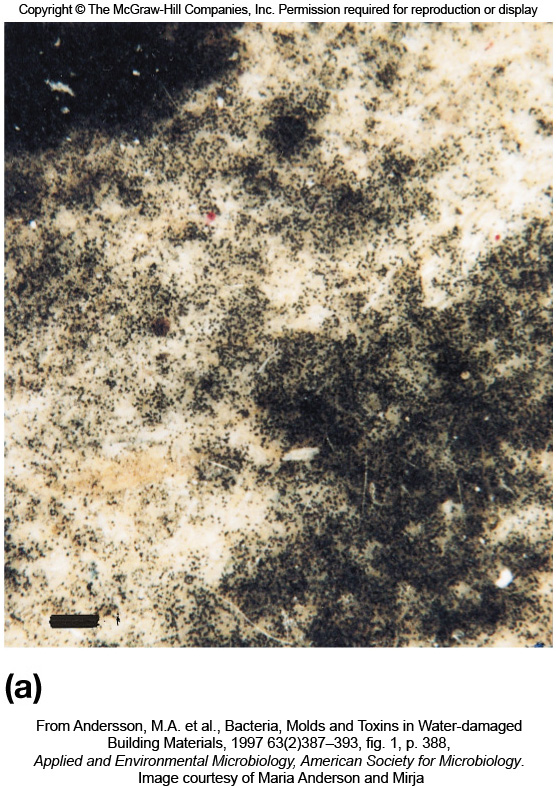 Copyright © The McGraw-Hill Companies, Inc. Permission required for reproduction or display
(a)
From Andersson, M.A. et al., Bacteria, Molds and Toxins in Water-damaged
Building Materials, 1997 63(2)387–393, fig. 1, p. 388,
Applied and Environmental Microbiology, American Society for Microbiology.
Image courtesy of Maria Anderson and Mirja